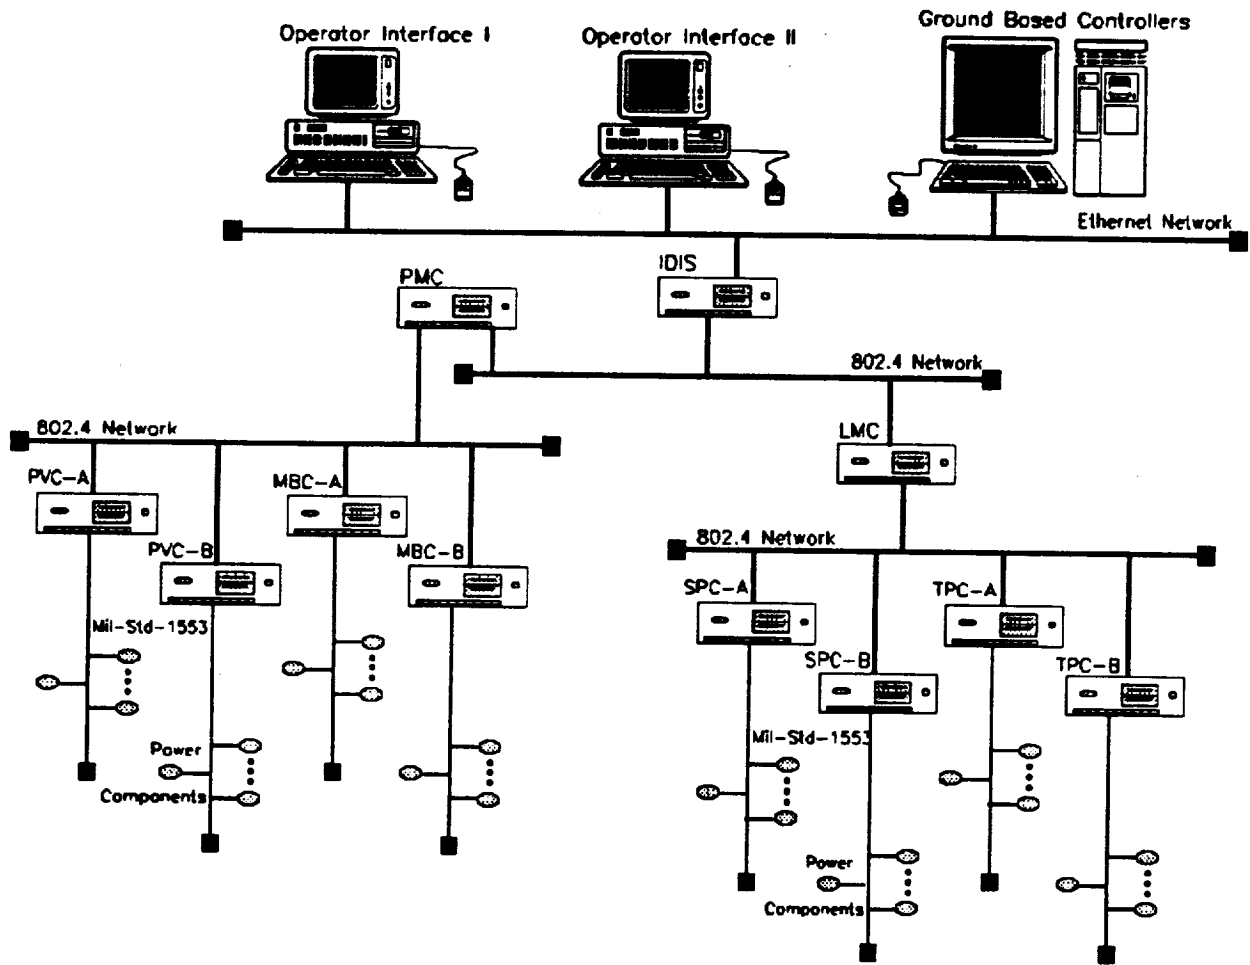 Ground Based Controllers
Operator Interface I
Operator Interface II
Ethernet Network
IDIS
PMC
802.4 Network
802.4 Network
LMC
PVC-A
MBC-A
802.4 Network
PVC-B
MBC-B
SPC-A
TPC-A
Mil-Std-1553
SPC-B
TPC-B
Mil-Std-1553
Power
Components
Power
Components